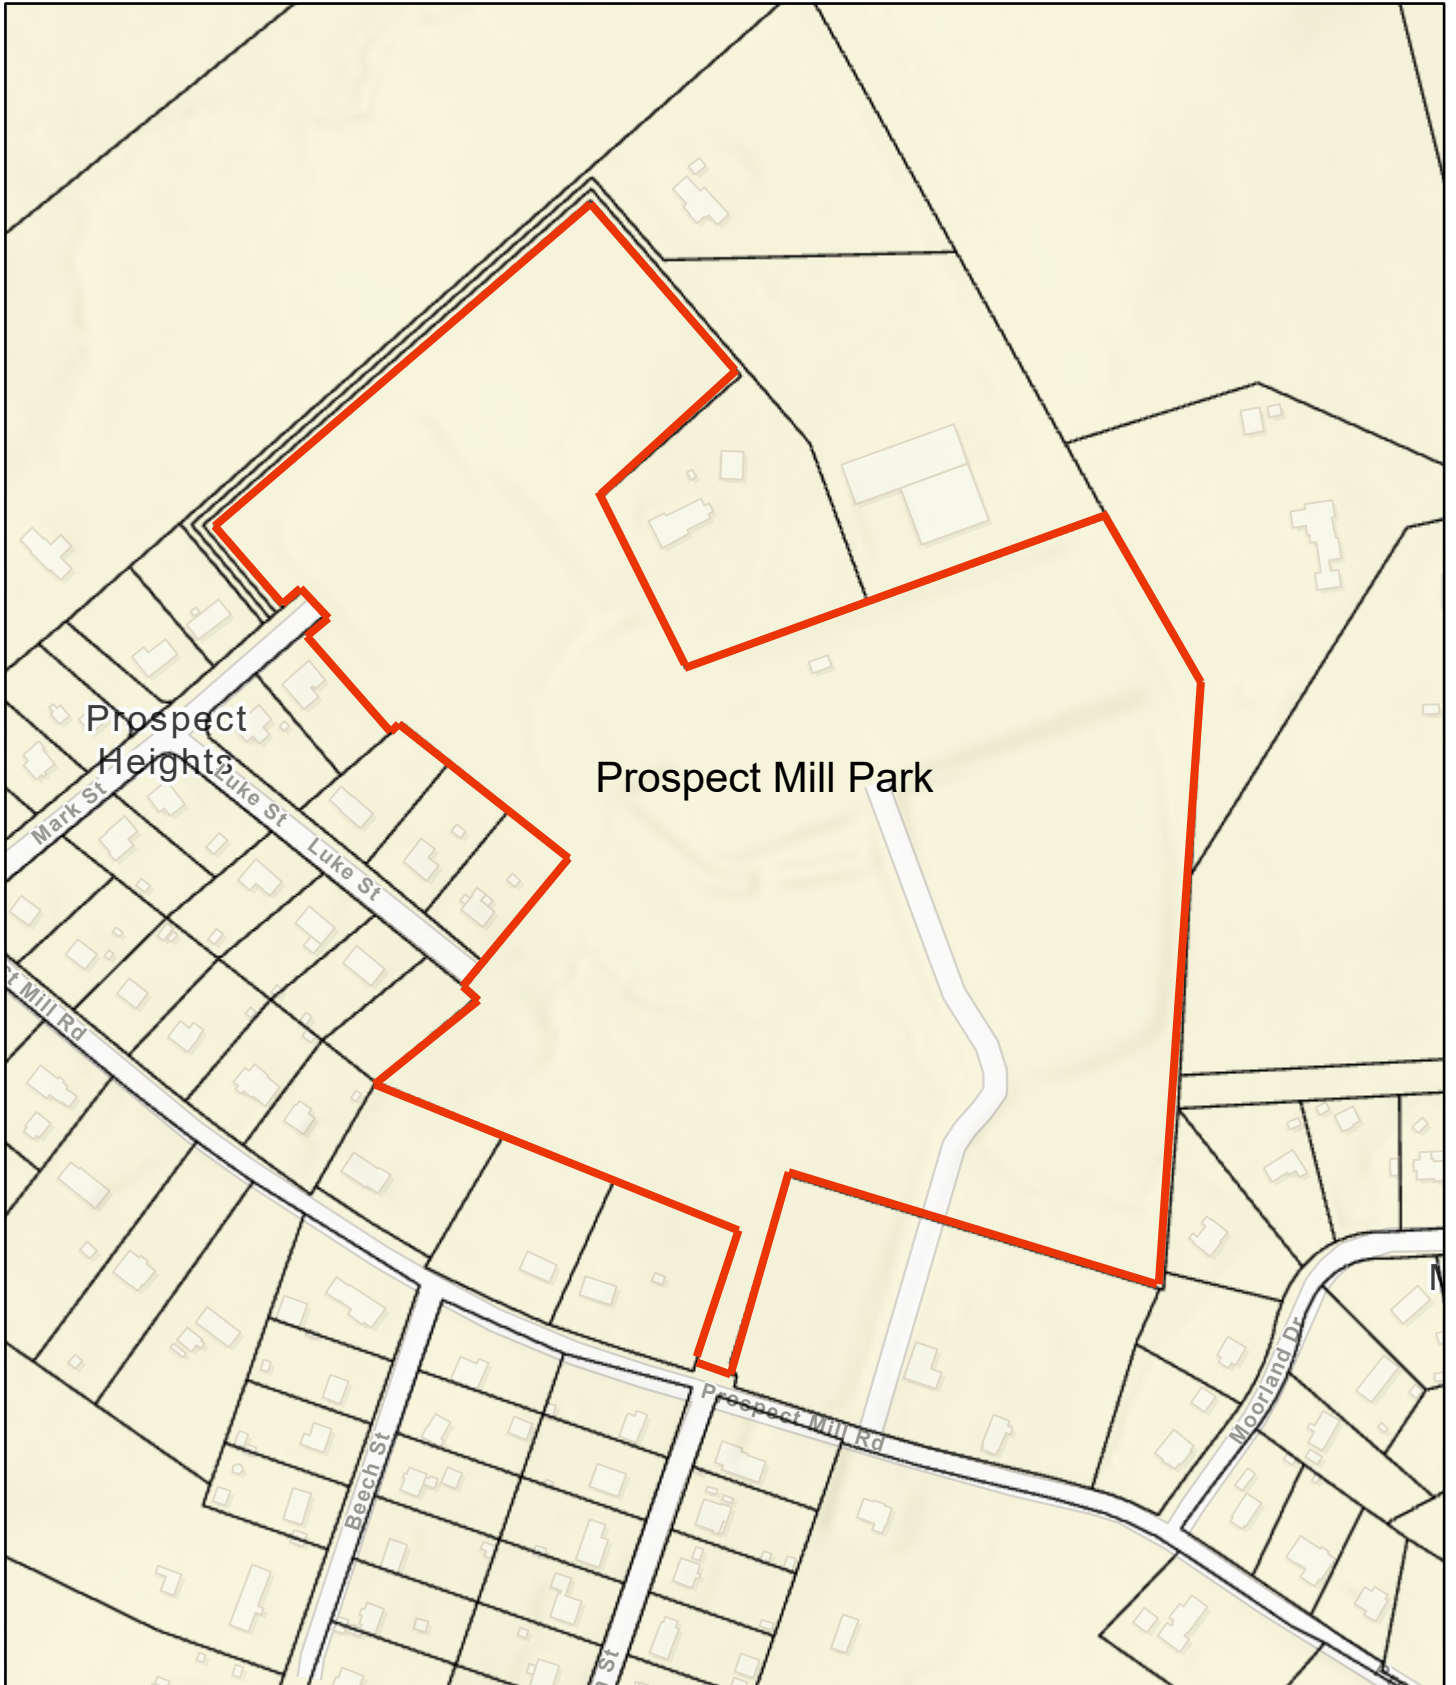 Prospect
Heights
Prospect Mill Park
Mark St
Luke St
Luke St
Mill Rd
Prospect Mill Rd
Beech St
Moorland Dr
St